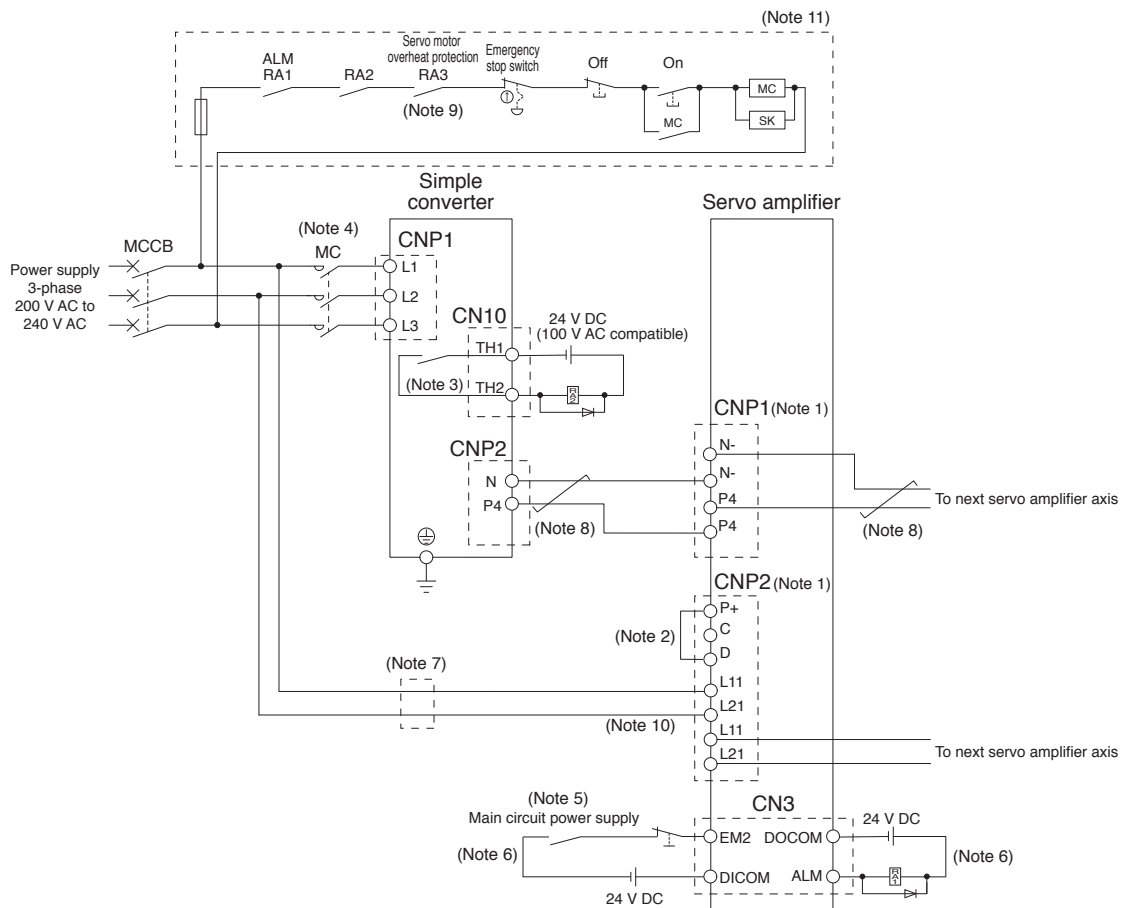 (Note 11)
Servo motor
overheat protection
Emergency
stop switch
ALM
RA1
RA2
RA3
(Note 9)
Off
On
MC
MC
SK
Simple
converter
Servo amplifier
(Note 4)
MCCB
MC
CNP1
Power supply
3-phase
200 V AC to
240 V AC
L1
L2
L3
CN10
24 V DC
(100 V AC compatible)
TH1
(Note 3)
TH2
RA2
CNP1 (Note 1)
CNP2
N-
N
N-
P4
P4
P4
(Note 8)
To next servo amplifier axis
(Note 8)
CNP2 (Note 1)
P+
(Note 2)
C
D
(Note 7)
L11
L21
(Note 10)
L11
L21
To next servo amplifier axis
(Note 5)
Main circuit power supply
CN3
24 V DC
EM2
DOCOM
(Note 6)
(Note 6)
DICOM
ALM
RA1
24 V DC